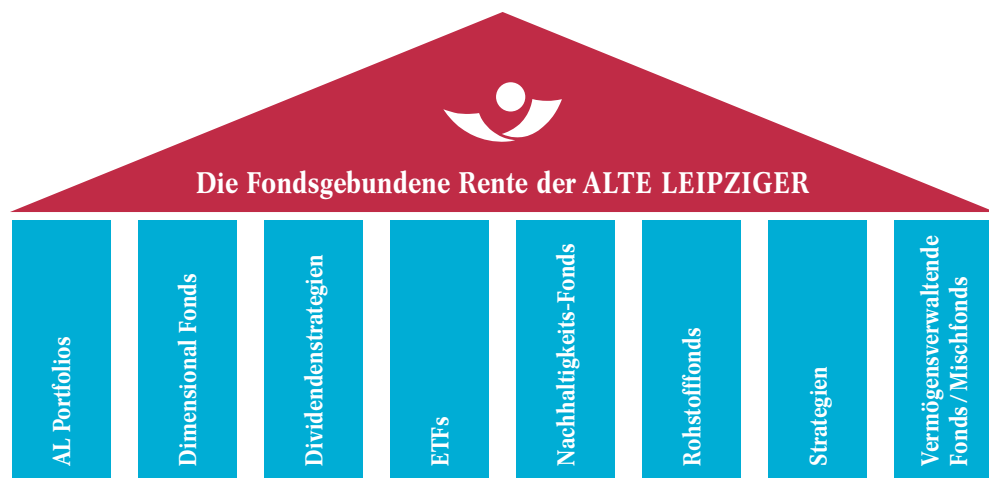 Die Fondsgebundene Rente der ALTE LEIPZIGER
AL Portfolios
Dimensional Fonds
Dividendenstrategien
ETFs
Nachhaltigkeits-Fonds
Rohstofffonds
Strategien
Vermögensverwaltende
Fonds / Mischfonds